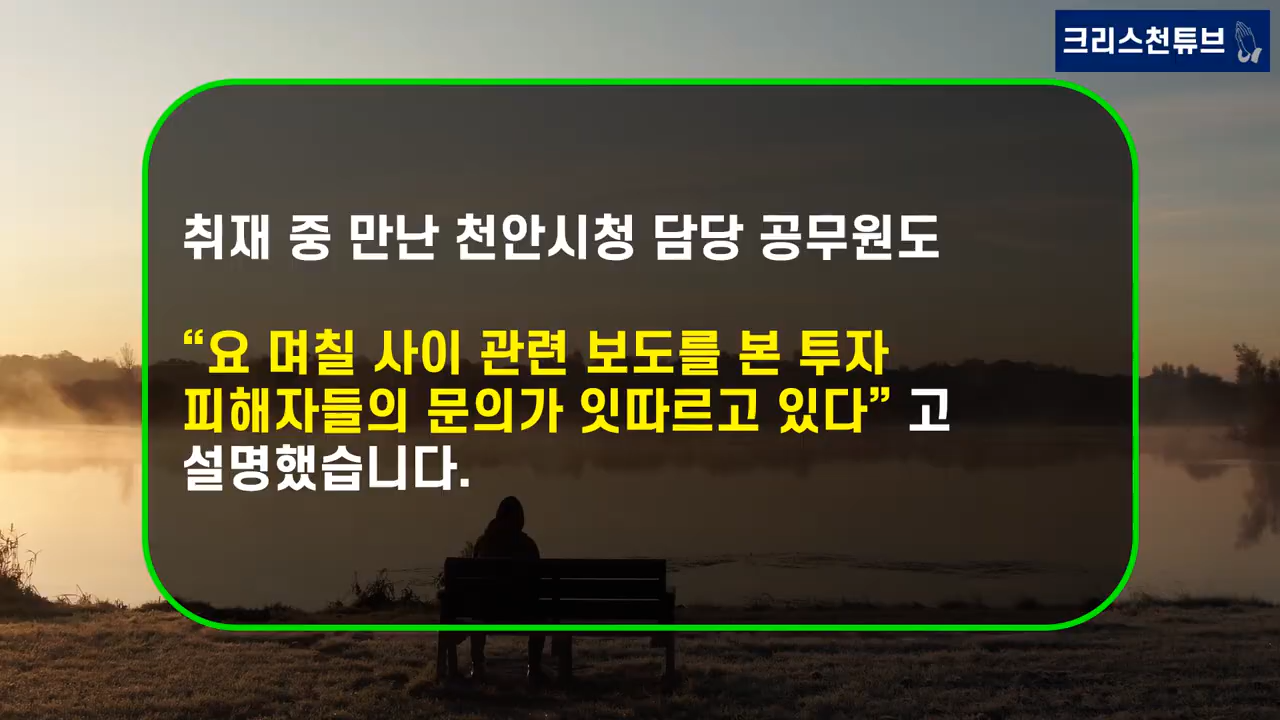 크리스천튜브
취재 중 만난 천안시청 담당 공무원도
“요 며칠 사이 관련 보도를 본 투자
피해자들의 문의가 잇따르고 있다” 고
설명했습니다.